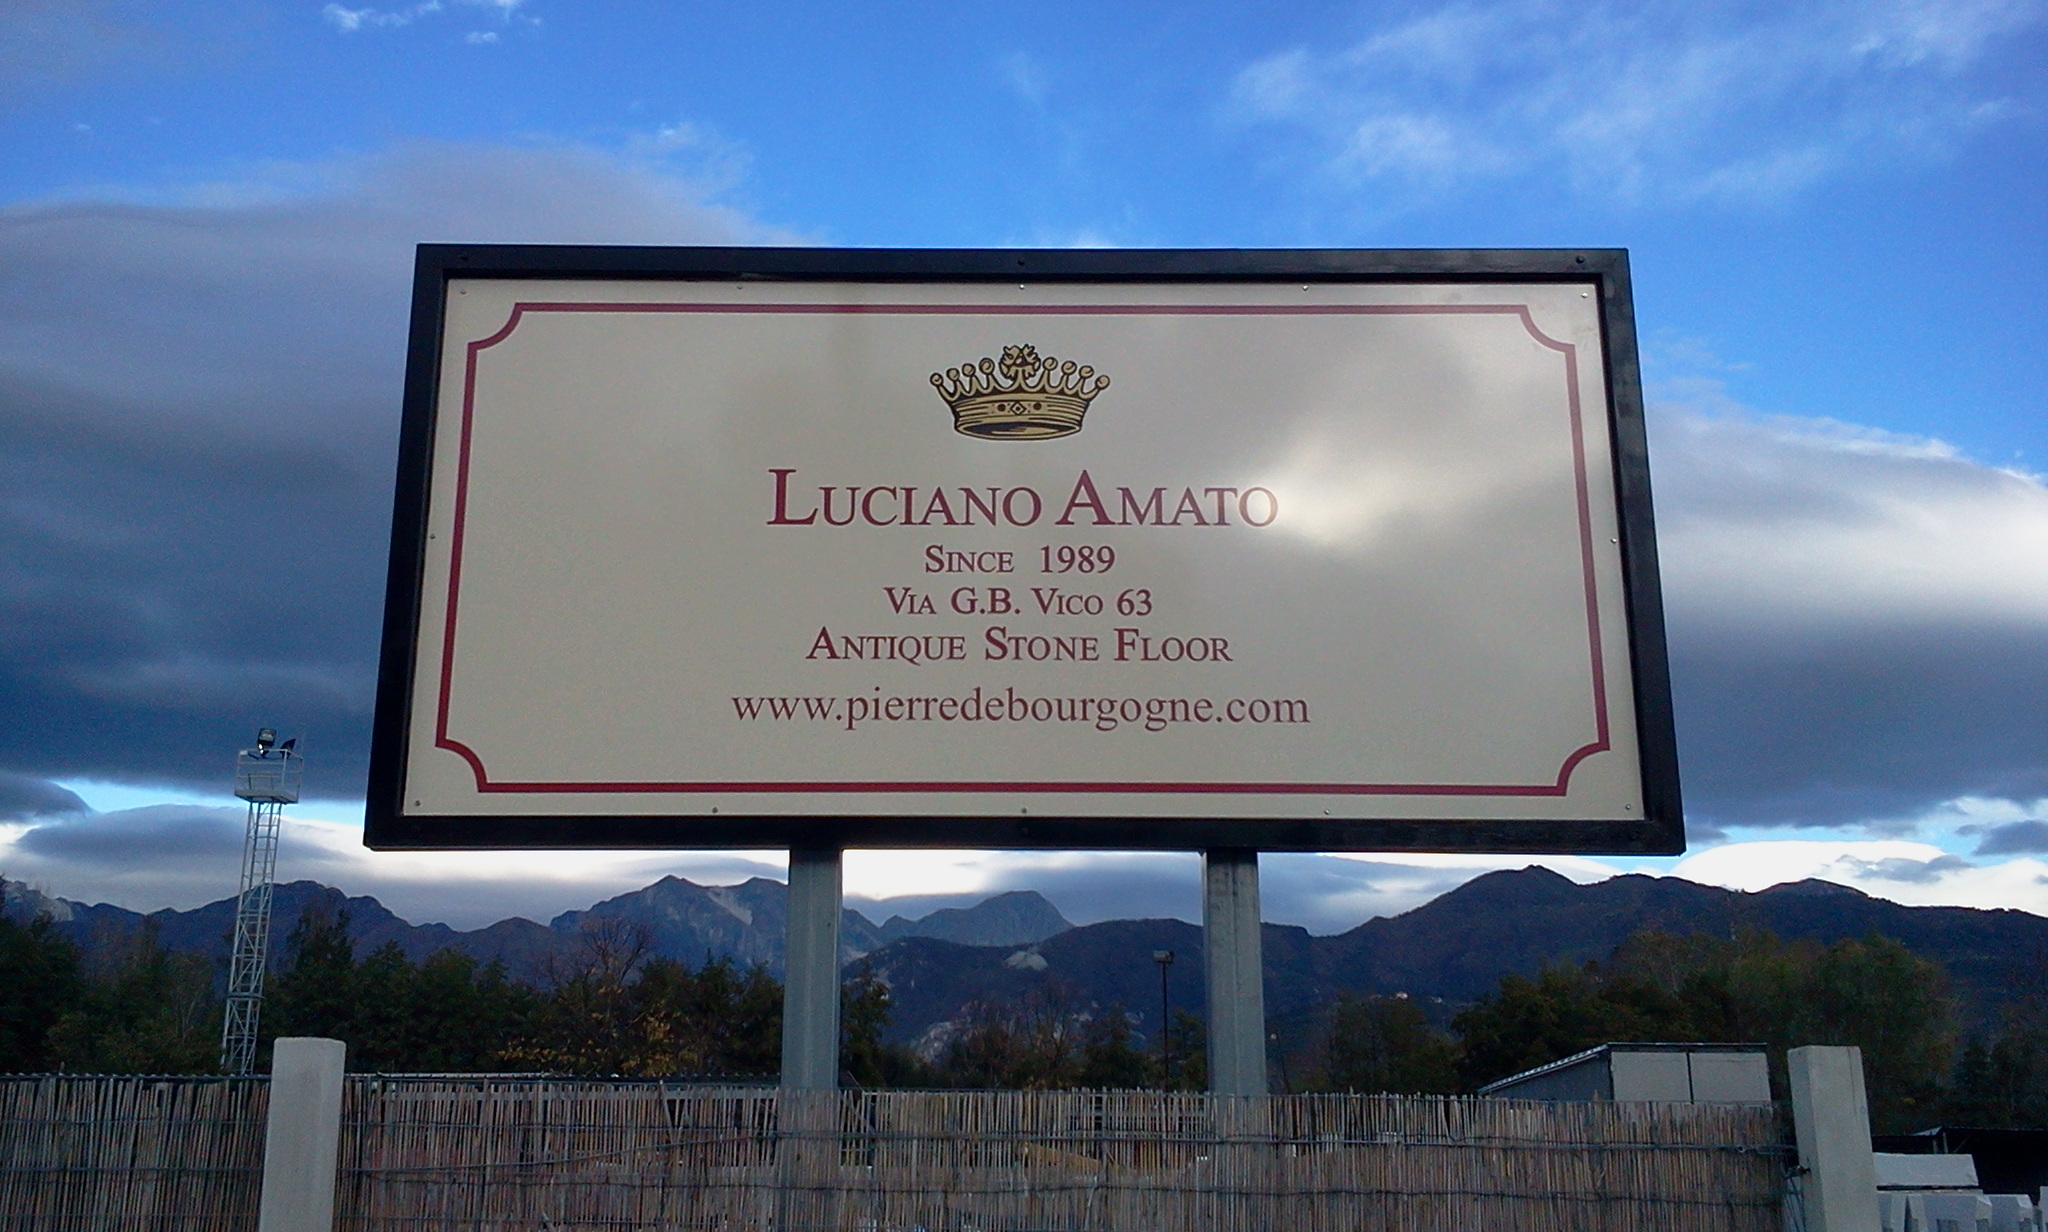 LUCIANO AMATO
SINCE 1989
VIA G.B. VICO 63
ANTIQUE STONE FLOOR
www.pierredebourgogne.com